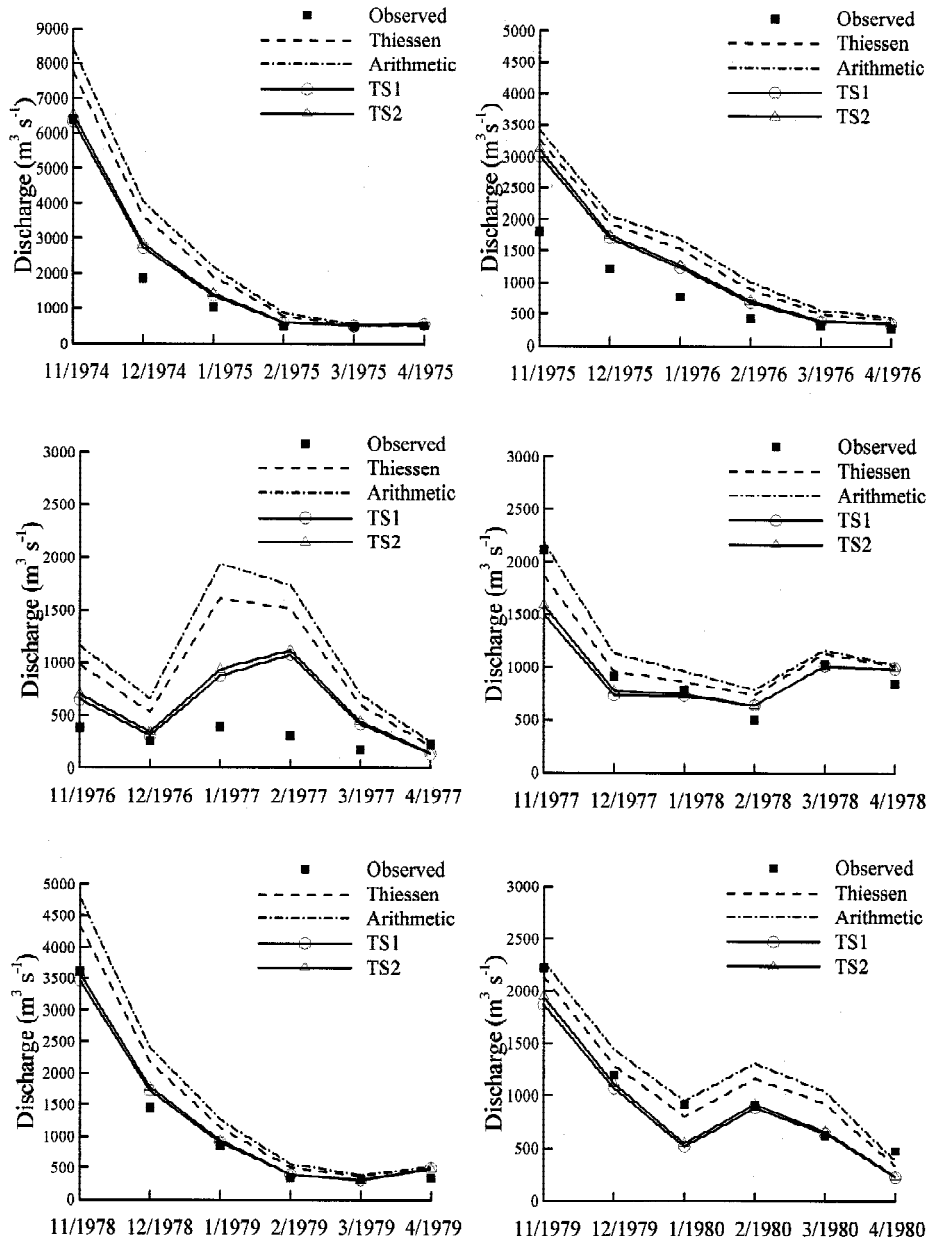 Observed
Thiessen
Arithmetic
TS1
TS2
Discharge (m³ s⁻¹)
9000
8000
7000
6000
5000
4000
3000
2000
1000
0
11/1974 12/1974 1/1975 2/1975 3/1975 4/1975
Observed
Thiessen
Arithmetic
TS1
TS2
Discharge (m³ s⁻¹)
5000
4500
4000
3500
3000
2500
2000
1500
1000
500
0
11/1975 12/1975 1/1976 2/1976 3/1976 4/1976
Observed
Thiessen
Arithmetic
TS1
TS2
Discharge (m³ s⁻¹)
3000
2500
2000
1500
1000
500
0
11/1976 12/1976 1/1977 2/1977 3/1977 4/1977
Observed
Thiessen
Arithmetic
TS1
TS2
Discharge (m³ s⁻¹)
3000
2500
2000
1500
1000
500
0
11/1977 12/1977 1/1978 2/1978 3/1978 4/1978
Observed
Thiessen
Arithmetic
TS1
TS2
Discharge (m³ s⁻¹)
5000
4500
4000
3500
3000
2500
2000
1500
1000
500
0
11/1978 12/1978 1/1979 2/1979 3/1979 4/1979
Observed
Thiessen
Arithmetic
TS1
TS2
Discharge (m³ s⁻¹)
3000
2500
2000
1500
1000
500
0
11/1979 12/1979 1/1980 2/1980 3/1980 4/1980